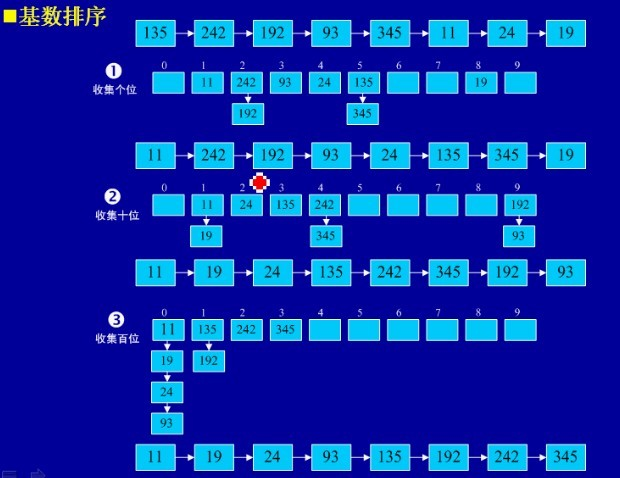 ■基数排序
135 242 192 93 345 11 24 19
❶
收集个位
0 1 2 3 4 5 6 7 8 9
11 242 93 24 135 19
192 345
11 242 192 93 24 135 345 19
❷
收集十位
0 1 2 3 4 5 6 7 8 9
11 24 135 242 192
19 345 93
11 19 24 135 242 345 192 93
❸
收集百位
0 1 2 3 4 5 6 7 8 9
11 135 242 345
19 192
24
93
11 19 24 93 135 192 242 345